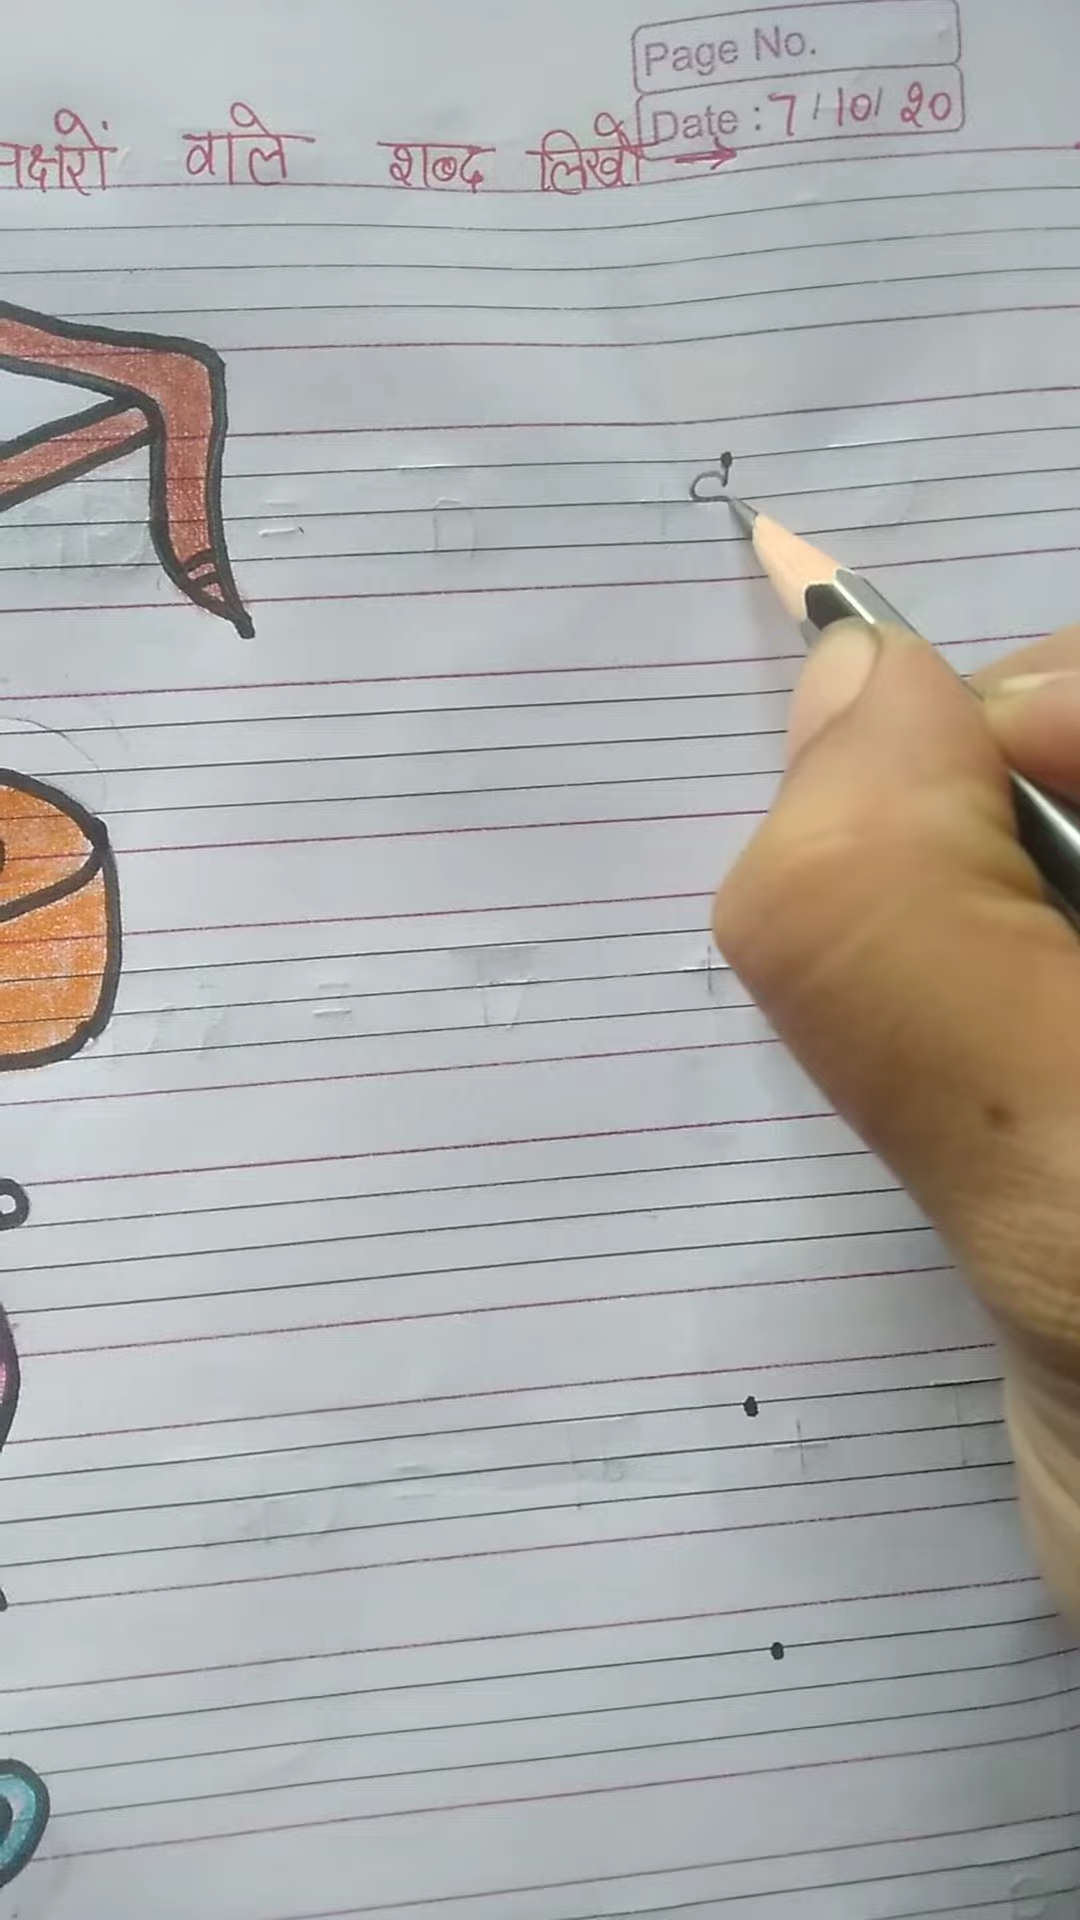 Page No.
Date : 7/10/20
क्षरों वाले शब्द लिखो →